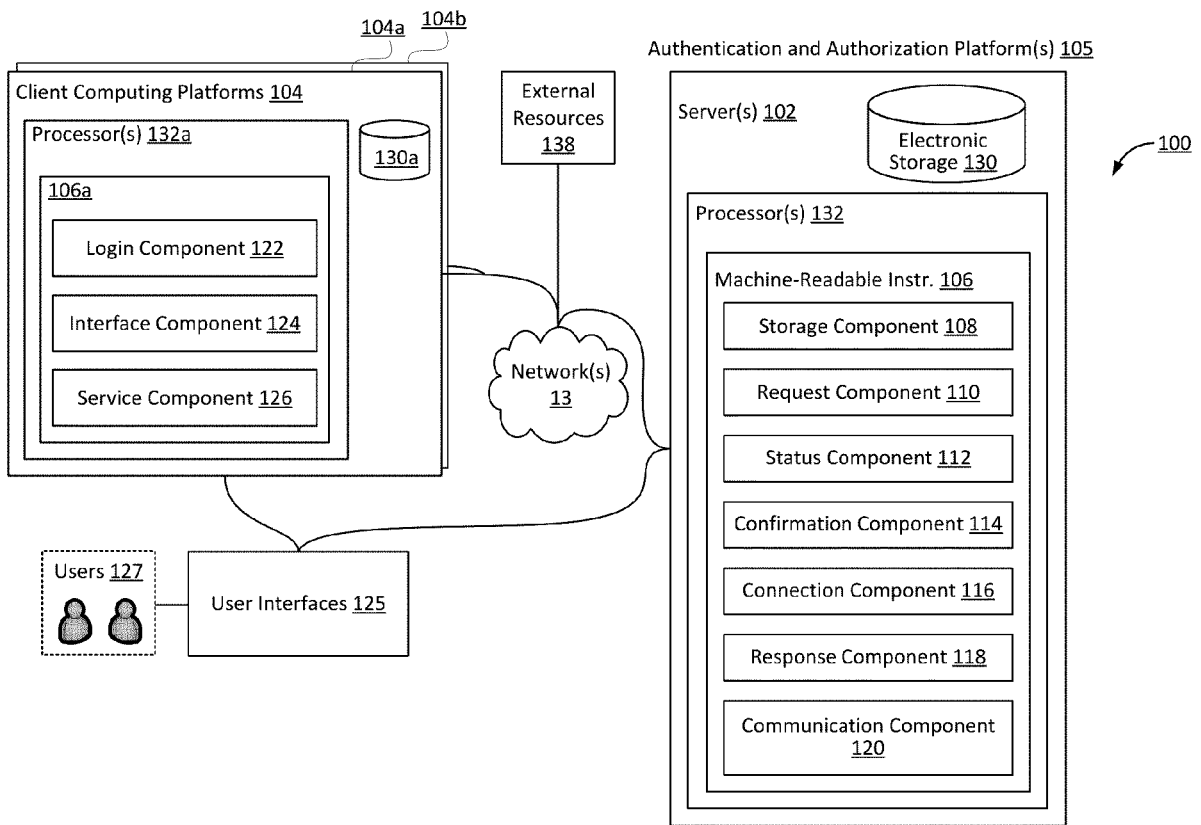 104a
104b
Client Computing Platforms 104
Processor(s) 132a
130a
106a
Login Component 122
Interface Component 124
Service Component 126
External
Resources
138
Network(s)
13
Users 127
User Interfaces 125
Authentication and Authorization Platform(s) 105
Server(s) 102
Electronic
Storage 130
100
Processor(s) 132
Machine-Readable Instr. 106
Storage Component 108
Request Component 110
Status Component 112
Confirmation Component 114
Connection Component 116
Response Component 118
Communication Component
120